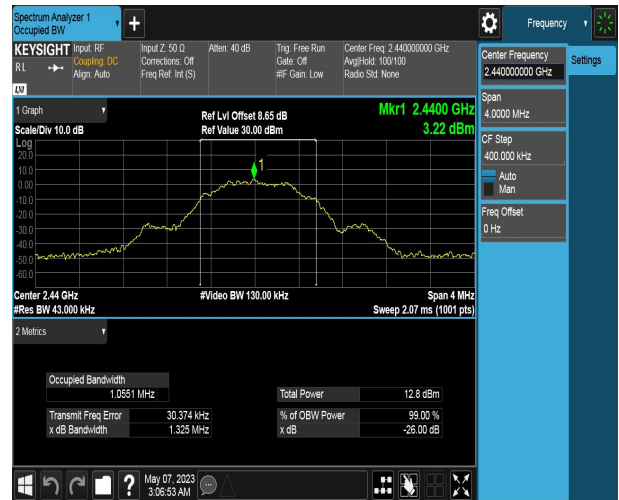 Spectrum Analyzer 1
Occupied BW
Frequency
KEYSIGHT
RL
Input: RF
Coupling: DC
Align: Auto
Input Z: 50 Ω
Corrections: Off
Freq Ref: Int (S)
Atten: 40 dB
Trig: Free Run
Gate: Off
#IF Gain: Low
Center Freq: 2.440000000 GHz
Avg|Hold: 100/100
Radio Std: None
LXI
Center Frequency
2.440000000 GHz
Settings
Span
4.0000 MHz
CF Step
400.000 kHz
Auto
Man
Freq Offset
0 Hz
1 Graph
Scale/Div 10.0 dB
Ref Lvl Offset 8.65 dB
Ref Value 30.00 dBm
Mkr1 2.4400 GHz
3.22 dBm
Log
20.0
10.0
0.00
-10.0
-20.0
-30.0
-40.0
-50.0
-60.0
1
Center 2.44 GHz
#Res BW 43.000 kHz
#Video BW 130.00 kHz
Span 4 MHz
Sweep 2.07 ms (1001 pts)
2 Metrics
Occupied Bandwidth
1.0551 MHz
Total Power 12.8 dBm
Transmit Freq Error 30.374 kHz
% of OBW Power 99.00 %
x dB Bandwidth 1.325 MHz
x dB -26.00 dB
?
May 07, 2023
3:06:53 AM